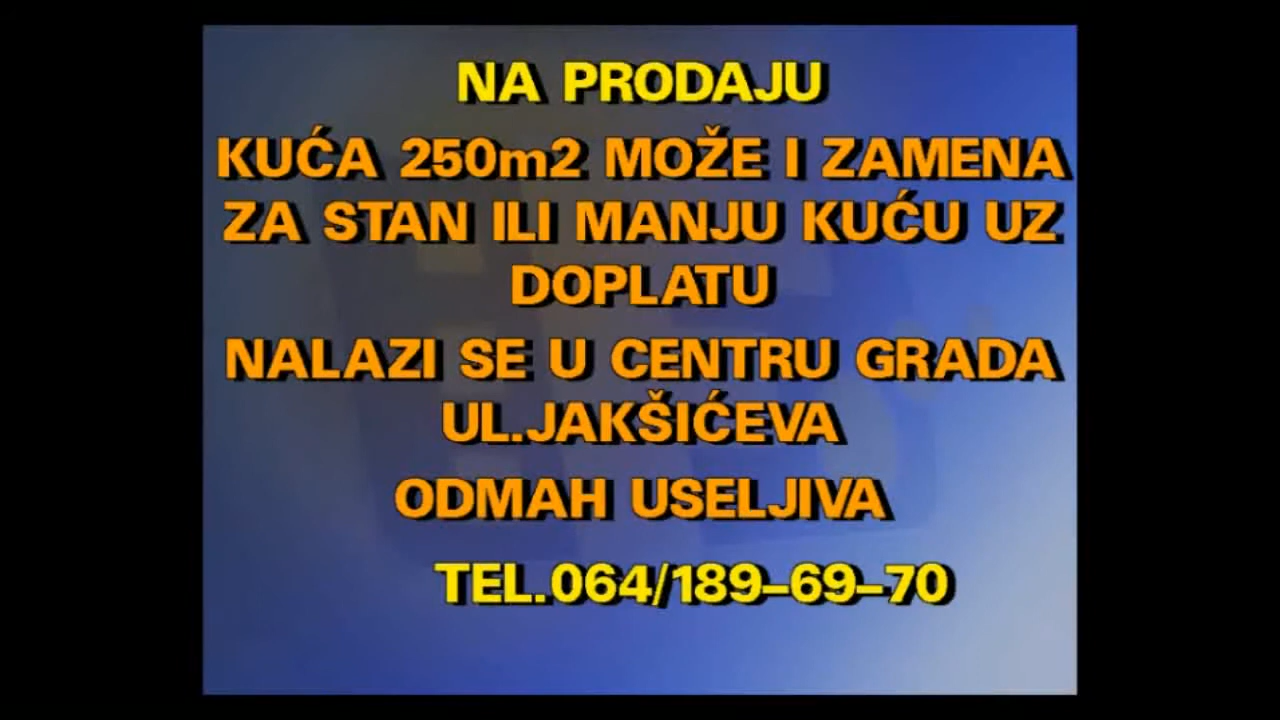 NA PRODAJU
KUĆA 250m2 MOŽE I ZAMENA
ZA STAN ILI MANJU KUĆU UZ
DOPLATU
NALAZI SE U CENTRU GRADA
UL.JAKŠIĆEVA
ODMAH USELJIVA
TEL.064/189–69–70